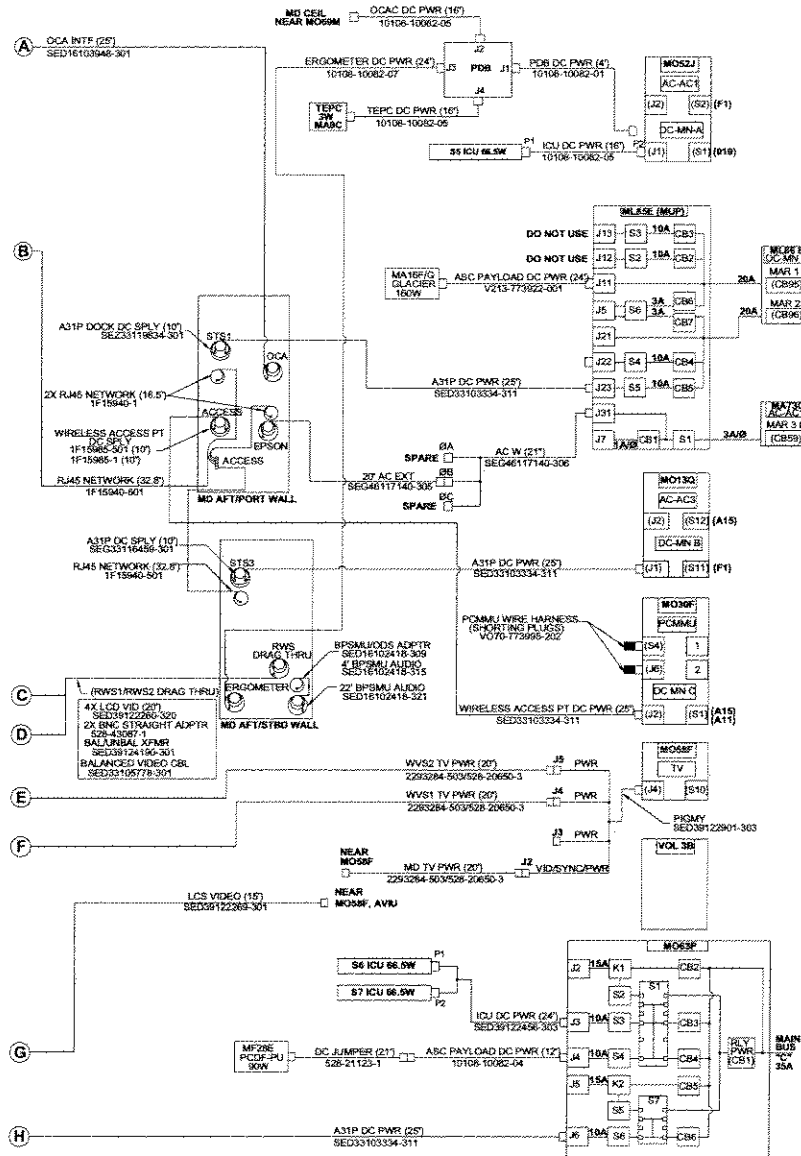 MD CEIL
NEAR MO69M
OCAC DC PWR (16")
10108-10082-05
A
OCA INTF (25')
SED16103948-301
ERGOMETER DC PWR (24')
10108-10082-07
J2
J3
PDB
J1
J4
PDB DC PWR (4')
10108-10082-01
TEPC
3W
MA9C
TEPC DC PWR (16')
10108-10082-05
P1
S5 ICU 66.5W
ICU DC PWR (16')
10108-10082-05
P2
MO52J
AC-AC1
(J2)
(S2)
(F1)
DC-MN-A
(J1)
(S1)
ML85E (MUP)
DO NOT USE
J13
S3
10A
CB3
DO NOT USE
J12
S2
10A
CB2
MA16F/G
GLACIER
160W
ASC PAYLOAD DC PWR (24')
V213-773922-001
J11
J5
S6
3A
3A
CB6
CB7
J21
J22
S4
10A
CB4
J23
S5
10A
CB5
J31
J7
1A/Ø
CB1
S1
3A/Ø
20A
20A
DC-MN
MAR 1
(CB95)
MAR 2
(CB96)
MAR 3
(CB59)
B
A31P DOCK DC SPLY (10')
SEZ33119834-301
STS1
OCA
2X RJ45 NETWORK (16.5')
1F15940-1
ACCESS
WIRELESS ACCESS PT
DC SPLY
1F15985-501 (10')
1F15985-1 (10')
EPSON
ACCESS
RJ45 NETWORK (32.8')
1F15940-501
MD AFT/PORT WALL
A31P DC PWR (25')
SED33103334-311
SPARE
ØA
AC W (21')
SEG46117140-306
20' AC EXT
SEG46117140-305
ØB
SPARE
ØC
MO13Q
AC-AC3
(J2)
(S12)
(A15)
DC-MN B
(J1)
(S11)
(F1)
A31P DC SPLY (10')
SEG33116459-301
RJ45 NETWORK (32.8')
1F15940-501
STS3
A31P DC PWR (25')
SED33103334-311
PCMMU WIRE HARNESS
(SHORTING PLUGS)
VO70-773995-202
MO30F
PCMMU
(S4)
1
(J6)
2
DC MN C
(J2)
(S1)
(A15)
(A11)
RWS
DRAG THRU
BPSMU/ODS ADPTR
SED16102418-309
4' BPSMU AUDIO
SED16102418-315
22' BPSMU AUDIO
SED16102418-321
ERGOMETER
MD AFT/STBD WALL
WIRELESS ACCESS PT DC PWR (25')
SED33103334-311
C
D
(RWS1/RWS2 DRAG THRU)
4X LCD VID (20')
SED39122260-320
2X BNC STRAIGHT ADPTR
528-43087-1
BAL/UNBAL XFMR
SED39124190-301
BALANCED VIDEO CBL
SED33105778-301
E
WVS2 TV PWR (20')
2293284-503/528-20650-3
J5
PWR
F
WVS1 TV PWR (20')
2293284-503/528-20650-3
J4
PWR
J3
PWR
NEAR
MO58F
MD TV PWR (20')
2293284-503/528-20650-3
J2
VID/SYNC/PWR
MO58F
TV
(J4)
(S10)
PIGMY
SED39122901-303
VOL 3B
LCS VIDEO (15')
SED39122269-301
NEAR
MO58F, AVIU
G
S6 ICU 66.5W
P1
S7 ICU 66.5W
P2
ICU DC PWR (24')
SED39122456-303
MF28E
PCDF-PU
90W
DC JUMPER (21')
528-21123-1
ASC PAYLOAD DC PWR (12')
10108-10082-04
MO63P
J2
15A
K1
CB2
S2
S1
J3
10A
S3
CB3
J4
10A
S4
CB4
J5
15A
K2
CB5
S5
S7
J6
10A
S6
CB6
RLY
PWR
(CB1)
MAIN
BUS
"C"
35A
H
A31P DC PWR (25')
SED33103334-311